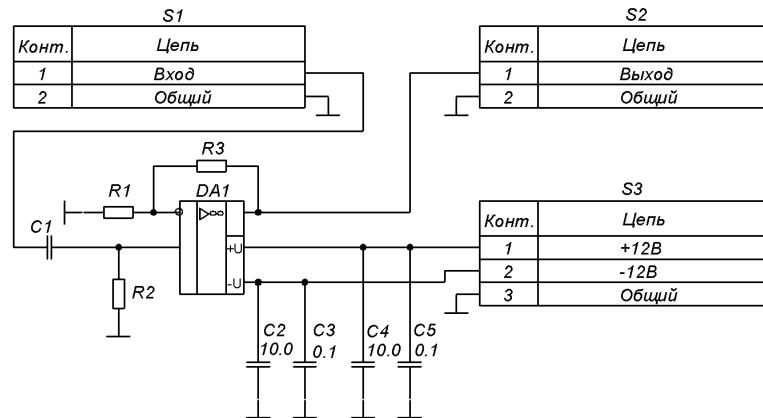 S1
Конт. Цепь
1 Вход
2 Общий
S2
Конт. Цепь
1 Выход
2 Общий
R3
R1
DA1
C1
▷∞
+U
-U
R2
S3
Конт. Цепь
1 +12В
2 -12В
3 Общий
C2 10.0
C3 0.1
C4 10.0
C5 0.1